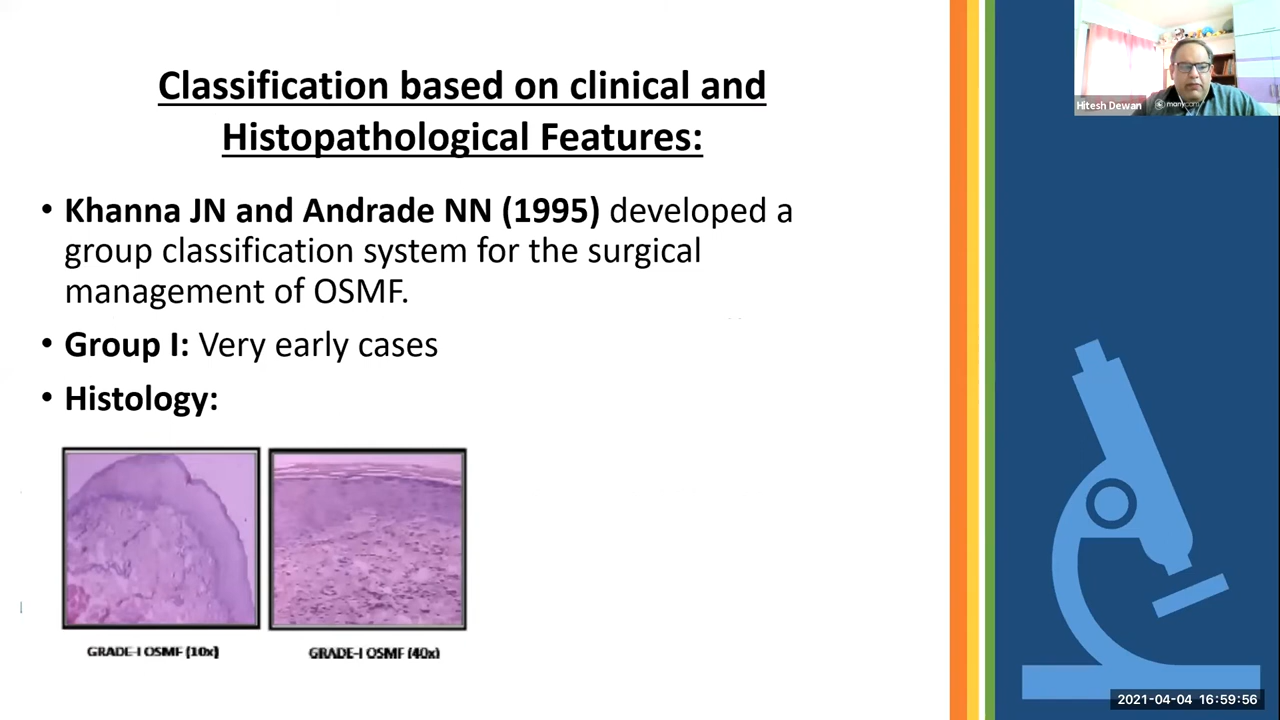 Classification based on clinical and
Histopathological Features:
• Khanna JN and Andrade NN (1995) developed a
group classification system for the surgical
management of OSMF.
• Group I: Very early cases
• Histology:
GRADE-I OSMF (10x)
GRADE-I OSMF (40x)
Hitesh Dewan
manycam
2021-04-04 16:59:56